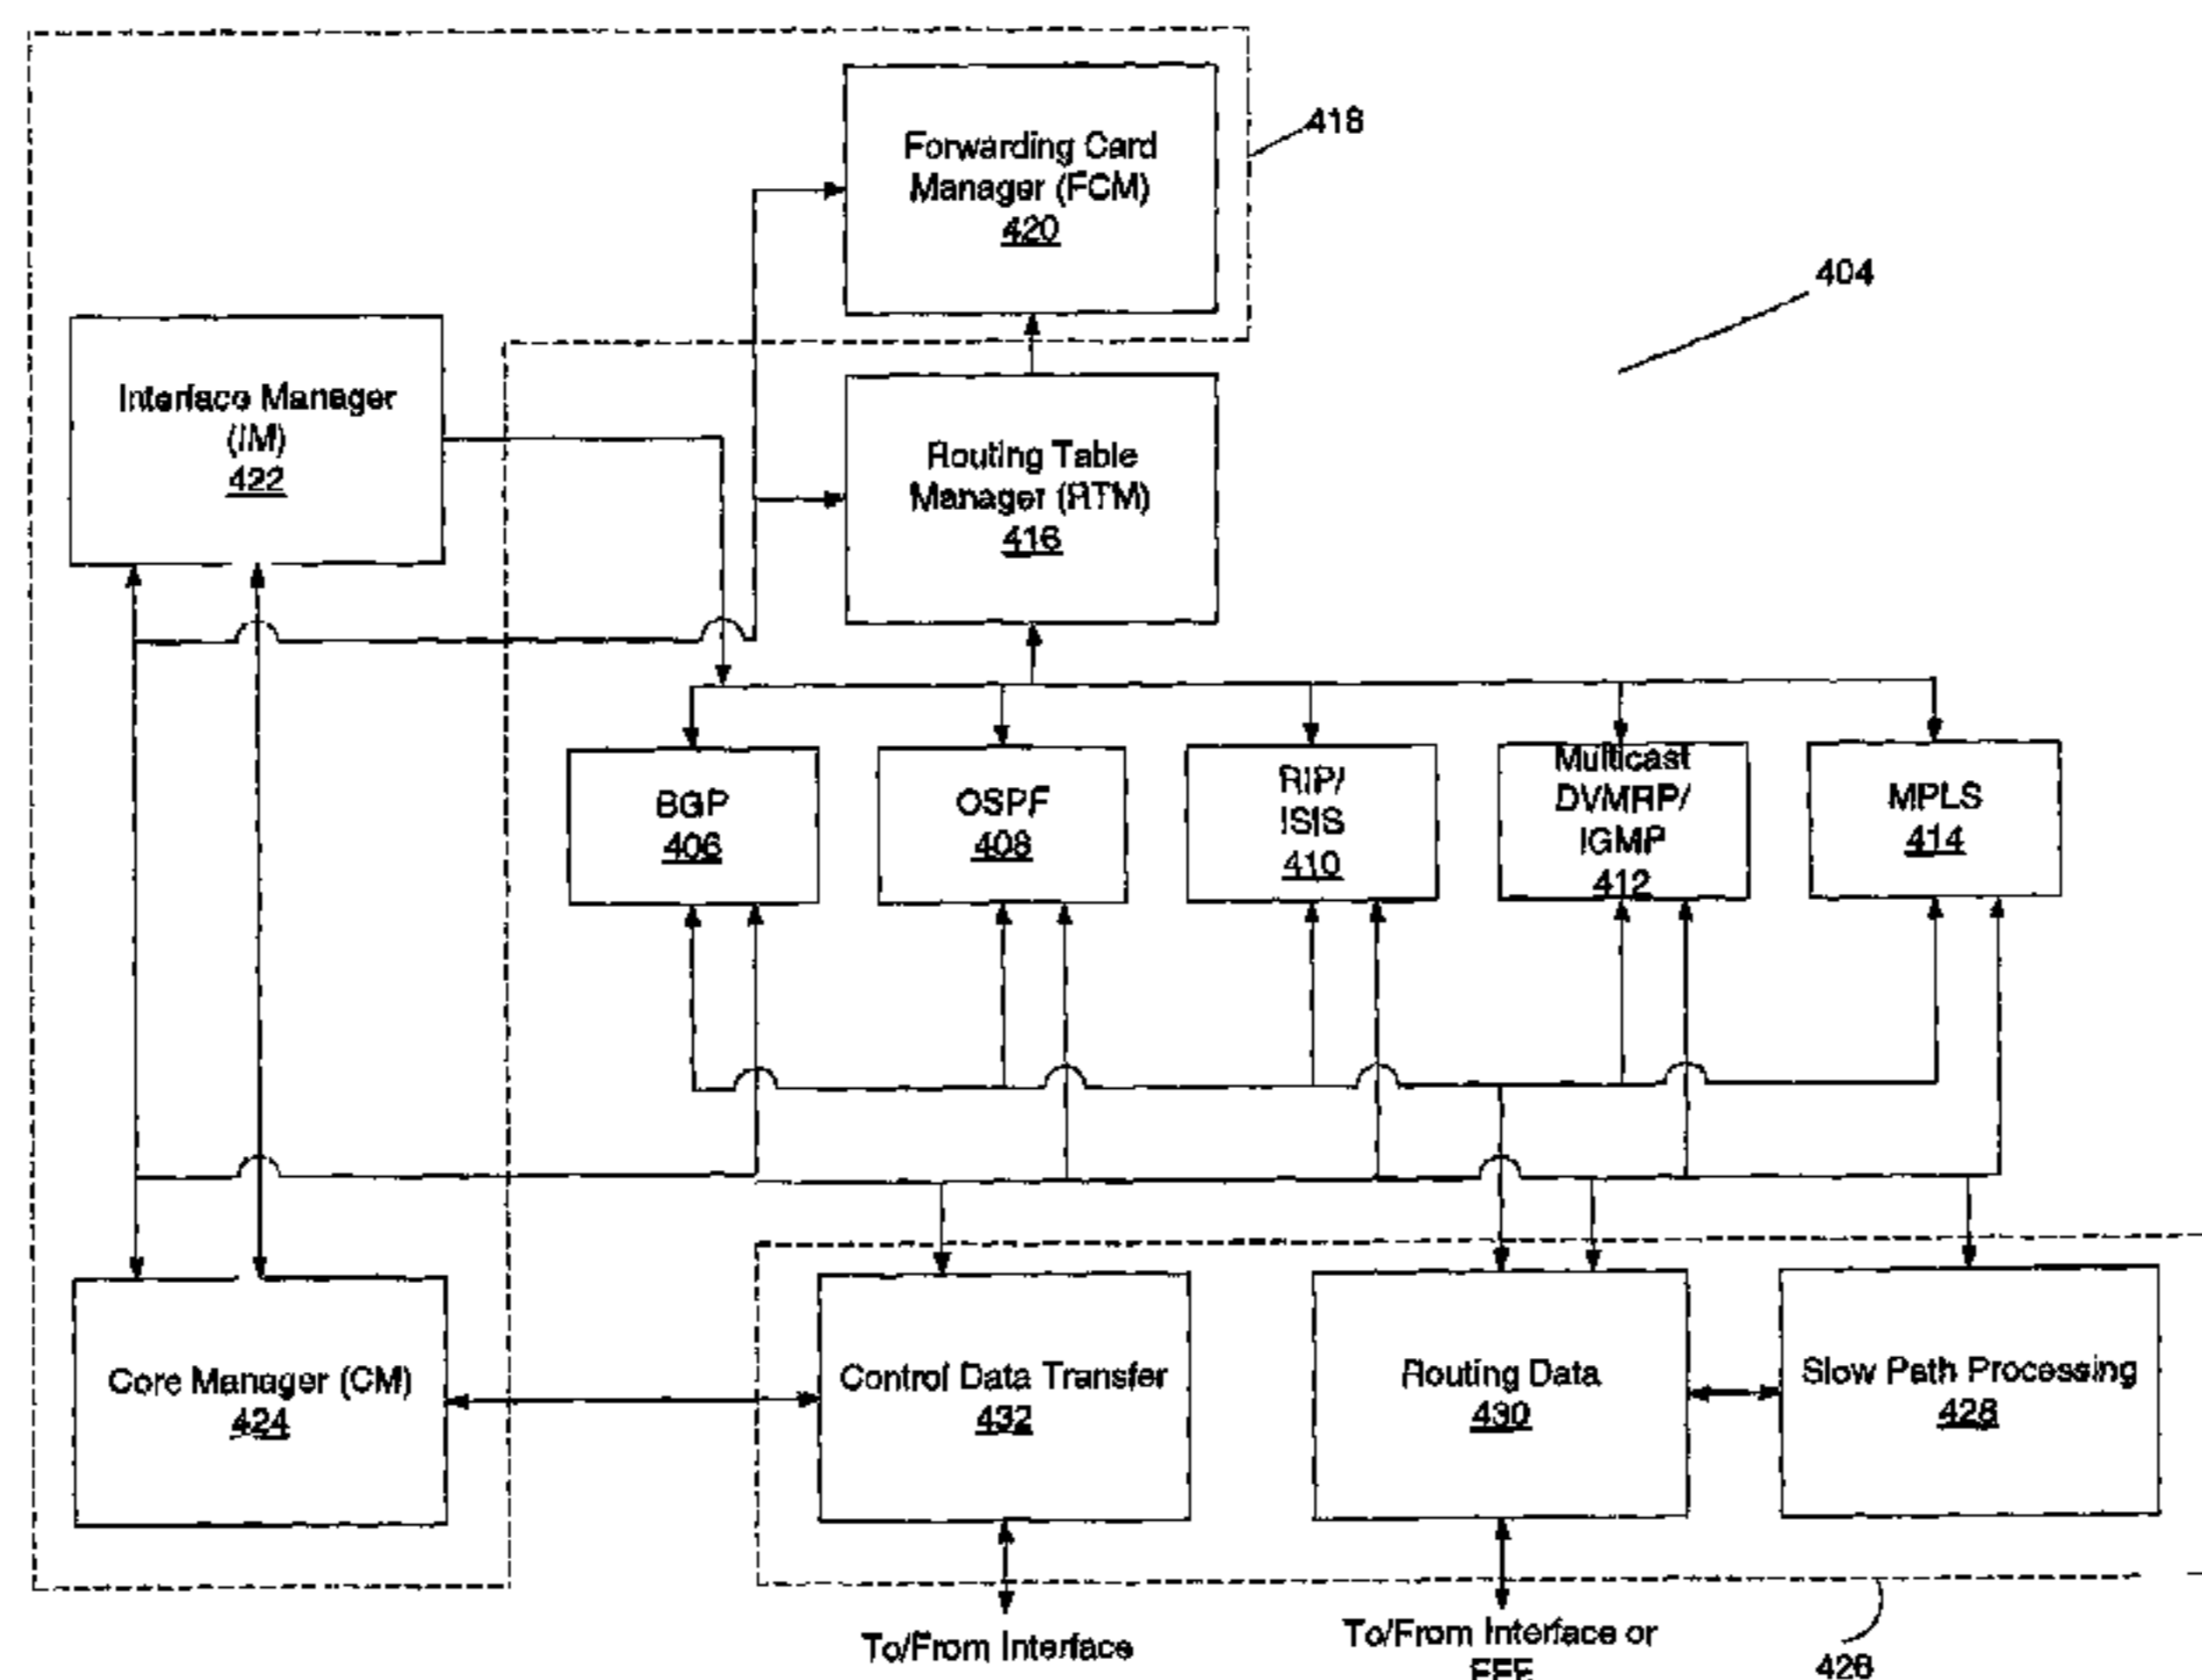 Forwarding Card
Manager (FCM)
420
418
404
Interface Manager
(IM)
422
Routing Table
Manager (RTM)
416
BGP
406
OSPF
408
RIP/
ISIS
410
Multicast
DVMRP/
IGMP
412
MPLS
414
Core Manager (CM)
424
Control Data Transfer
432
Routing Data
430
Slow Path Processing
428
To/From Interface
To/From Interface or
426